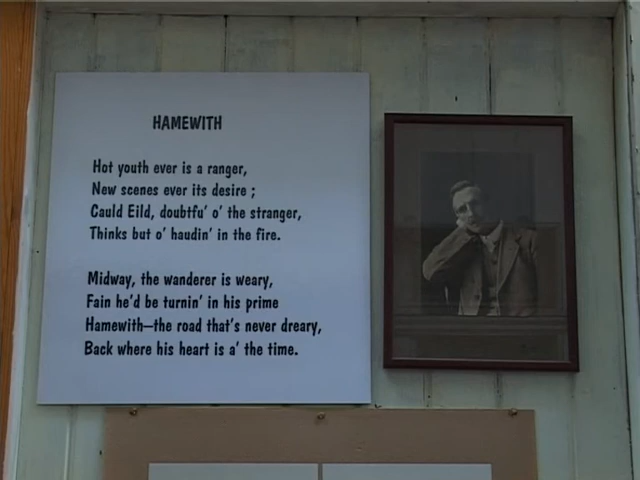 HAMEWITH
Hot youth ever is a ranger,
New scenes ever its desire ;
Cauld Eild, doubtfu' o' the stranger,
Thinks but o' haudin' in the fire.
Midway, the wanderer is weary,
Fain he'd be turnin' in his prime
Hamewith—the road that's never dreary,
Back where his heart is a' the time.